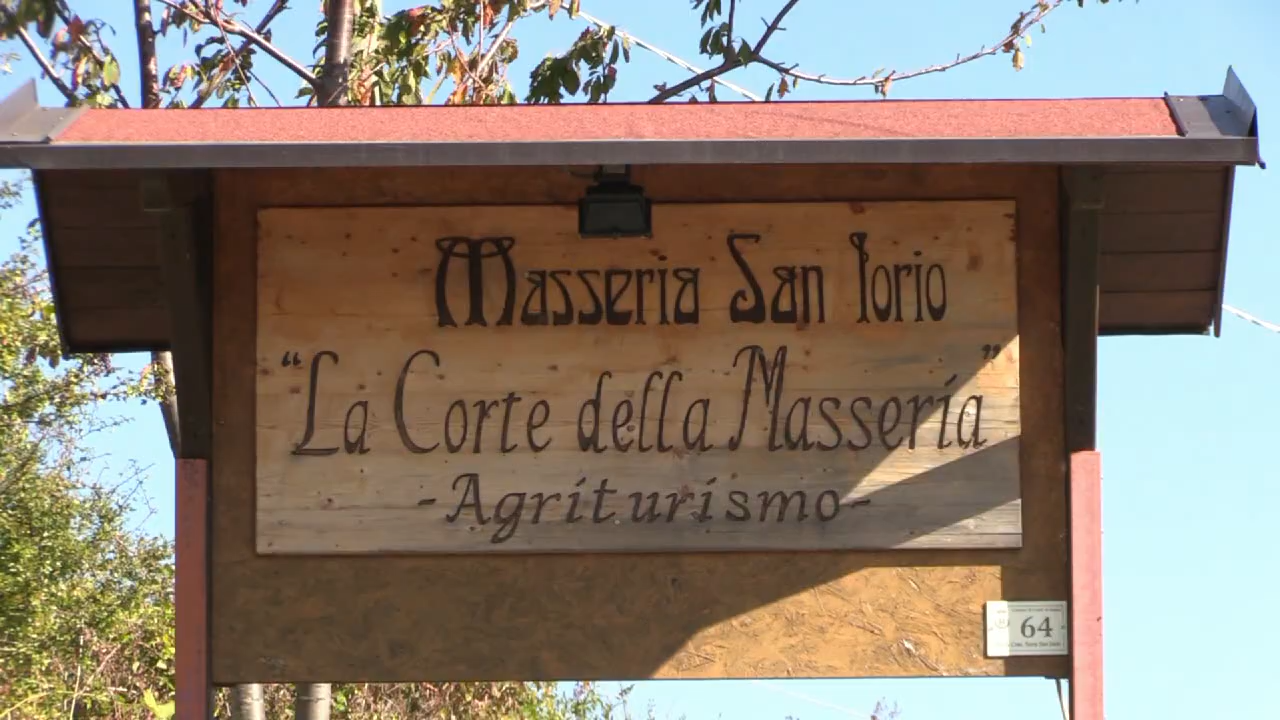 Masseria San Iorio
“La Corte della Masseria”
-Agriturismo-
64